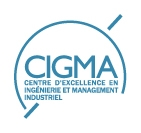 CIGMA
CENTRE D'EXCELLENCE EN
INGÉNIERIE ET MANAGEMENT
INDUSTRIEL